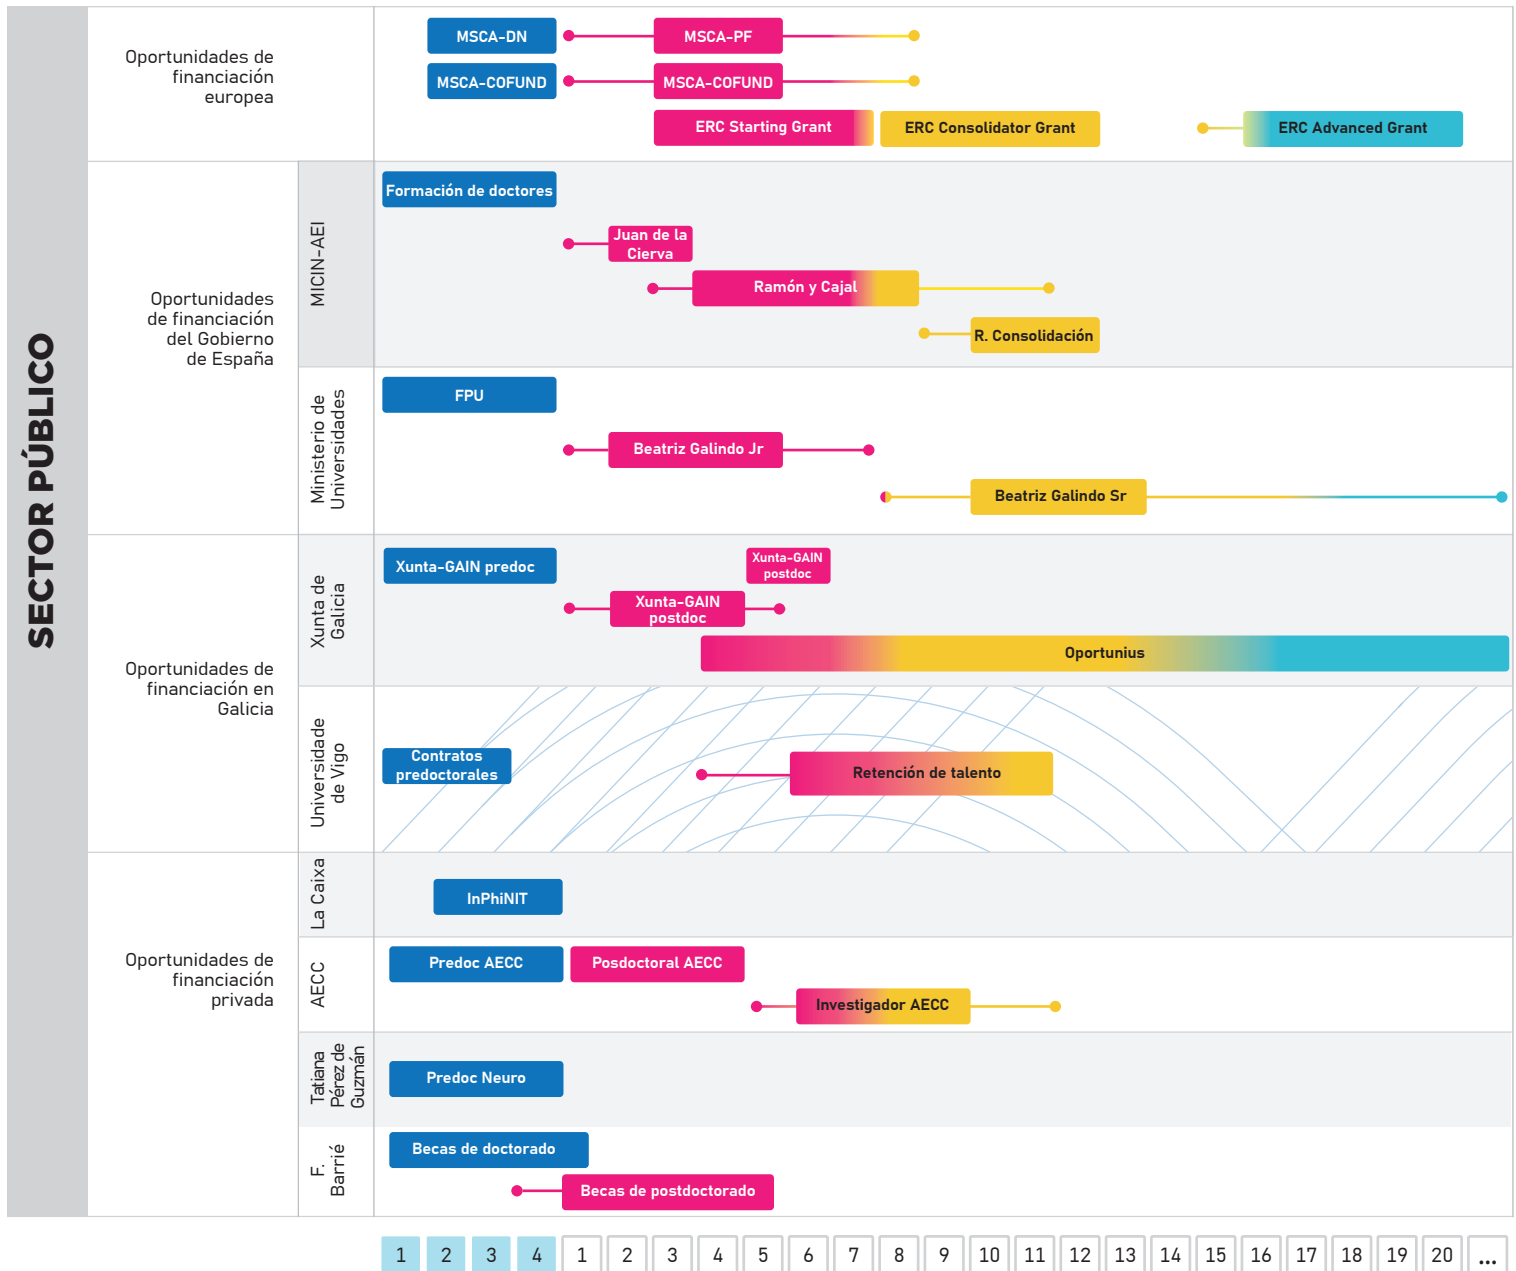 SECTOR PÚBLICO
Oportunidades de
financiación
europea
MSCA-DN
MSCA-PF
MSCA-COFUND
MSCA-COFUND
ERC Starting Grant
ERC Consolidator Grant
ERC Advanced Grant
Oportunidades
de financiación
del Gobierno
de España
MICIN-AEI
Formación de doctores
Juan de la
Cierva
Ramón y Cajal
R. Consolidación
Ministerio de
Universidades
FPU
Beatriz Galindo Jr
Beatriz Galindo Sr
Oportunidades de
financiación en
Galicia
Xunta de
Galicia
Xunta-GAIN predoc
Xunta-GAIN
postdoc
Xunta-GAIN
postdoc
Oportunius
Universidade
de Vigo
Contratos
predoctorales
Retención de talento
Oportunidades de
financiación
privada
La Caixa
InPhiNIT
AECC
Predoc AECC
Posdoctoral AECC
Investigador AECC
Tatiana
Pérez de
Guzmán
Predoc Neuro
F.
Barrié
Becas de doctorado
Becas de postdoctorado
1 2 3 4 1 2 3 4 5 6 7 8 9 10 11 12 13 14 15 16 17 18 19 20 ...